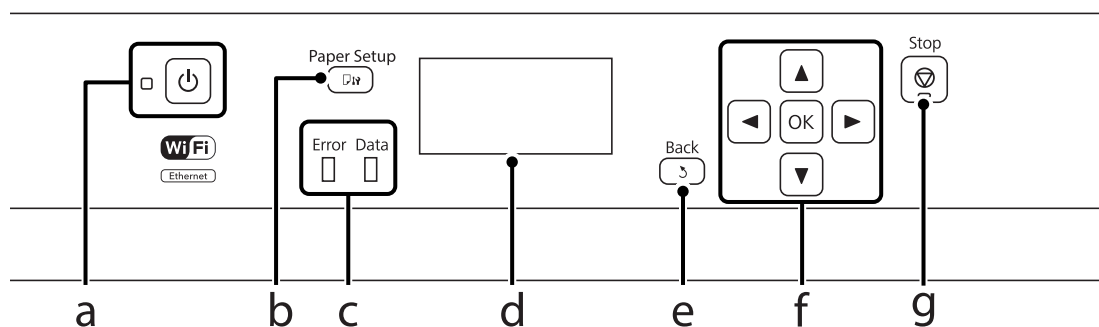 Stop
Paper Setup
OK
Error Data
WiFi
Back
Ethernet
a b c d e f g